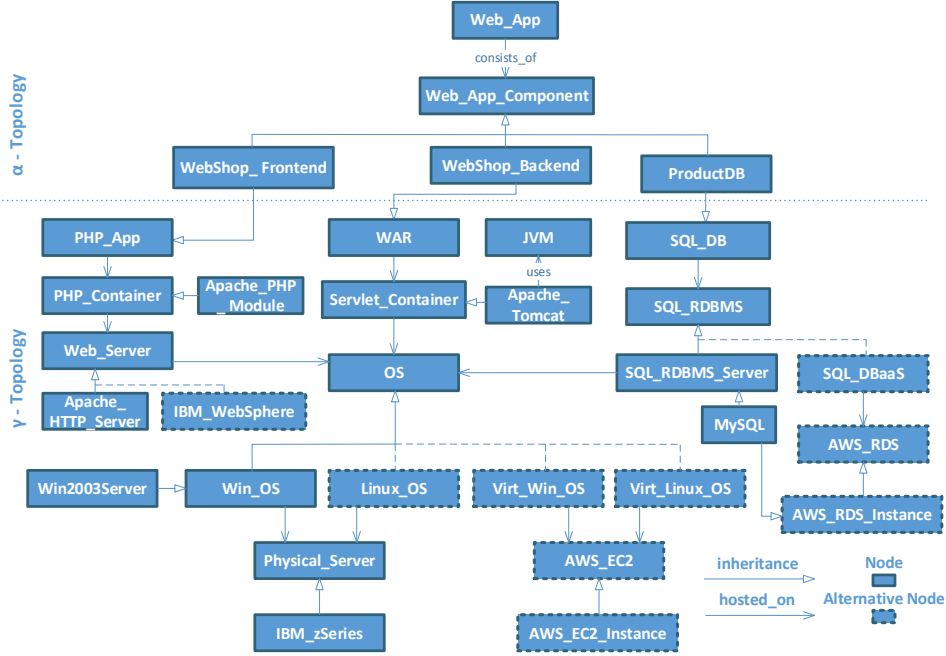 Web_App
consists_of
Web_App_Component
α - Topology
WebShop_ Frontend
WebShop_Backend
ProductDB
PHP_App
WAR
JVM
SQL_DB
uses
PHP_Container
Apache_PHP
_Module
Servlet_Container
Apache_
Tomcat
SQL_RDBMS
γ - Topology
Web_Server
OS
SQL_RDBMS_Server
SQL_DBaaS
Apache_
HTTP_Server
IBM_WebSphere
MySQL
AWS_RDS
Win2003Server
Win_OS
Linux_OS
Virt_Win_OS
Virt_Linux_OS
AWS_RDS_Instance
Physical_Server
AWS_EC2
inheritance
Node
hosted_on
Alternative Node
IBM_zSeries
AWS_EC2_Instance